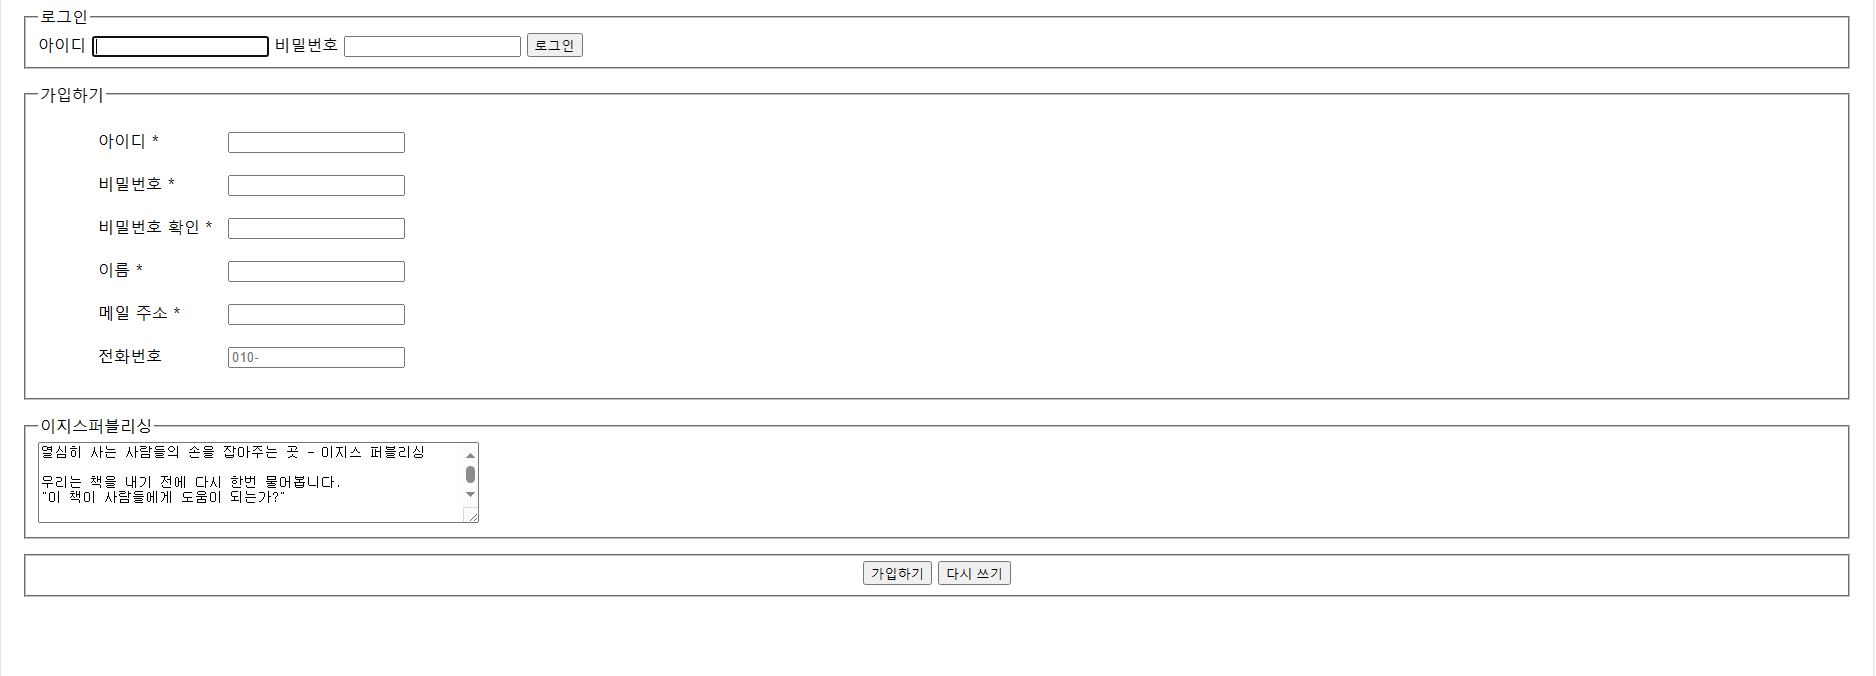 로그인
아이디 비밀번호 로그인
가입하기
아이디 *
비밀번호 *
비밀번호 확인 *
이름 *
메일 주소 *
전화번호 010-
이지스퍼블리싱
열심히 사는 사람들의 손을 잡아주는 곳 - 이지스 퍼블리싱
우리는 책을 내기 전에 다시 한번 물어봅니다.
"이 책이 사람들에게 도움이 되는가?"
가입하기 다시 쓰기